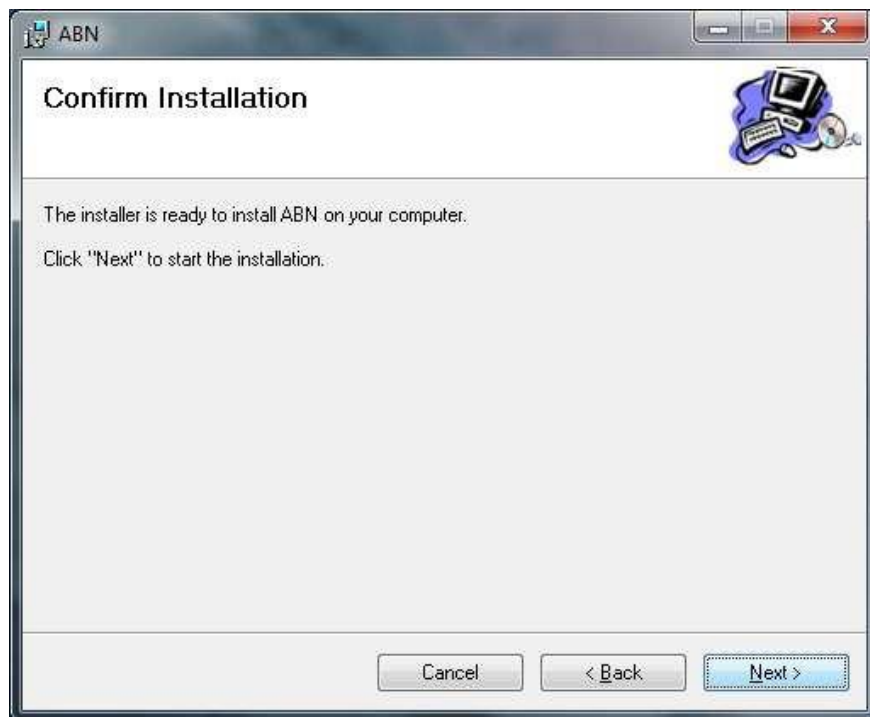 ABN
Confirm Installation
The installer is ready to install ABN on your computer.
Click "Next" to start the installation.
Cancel
< Back
Next >